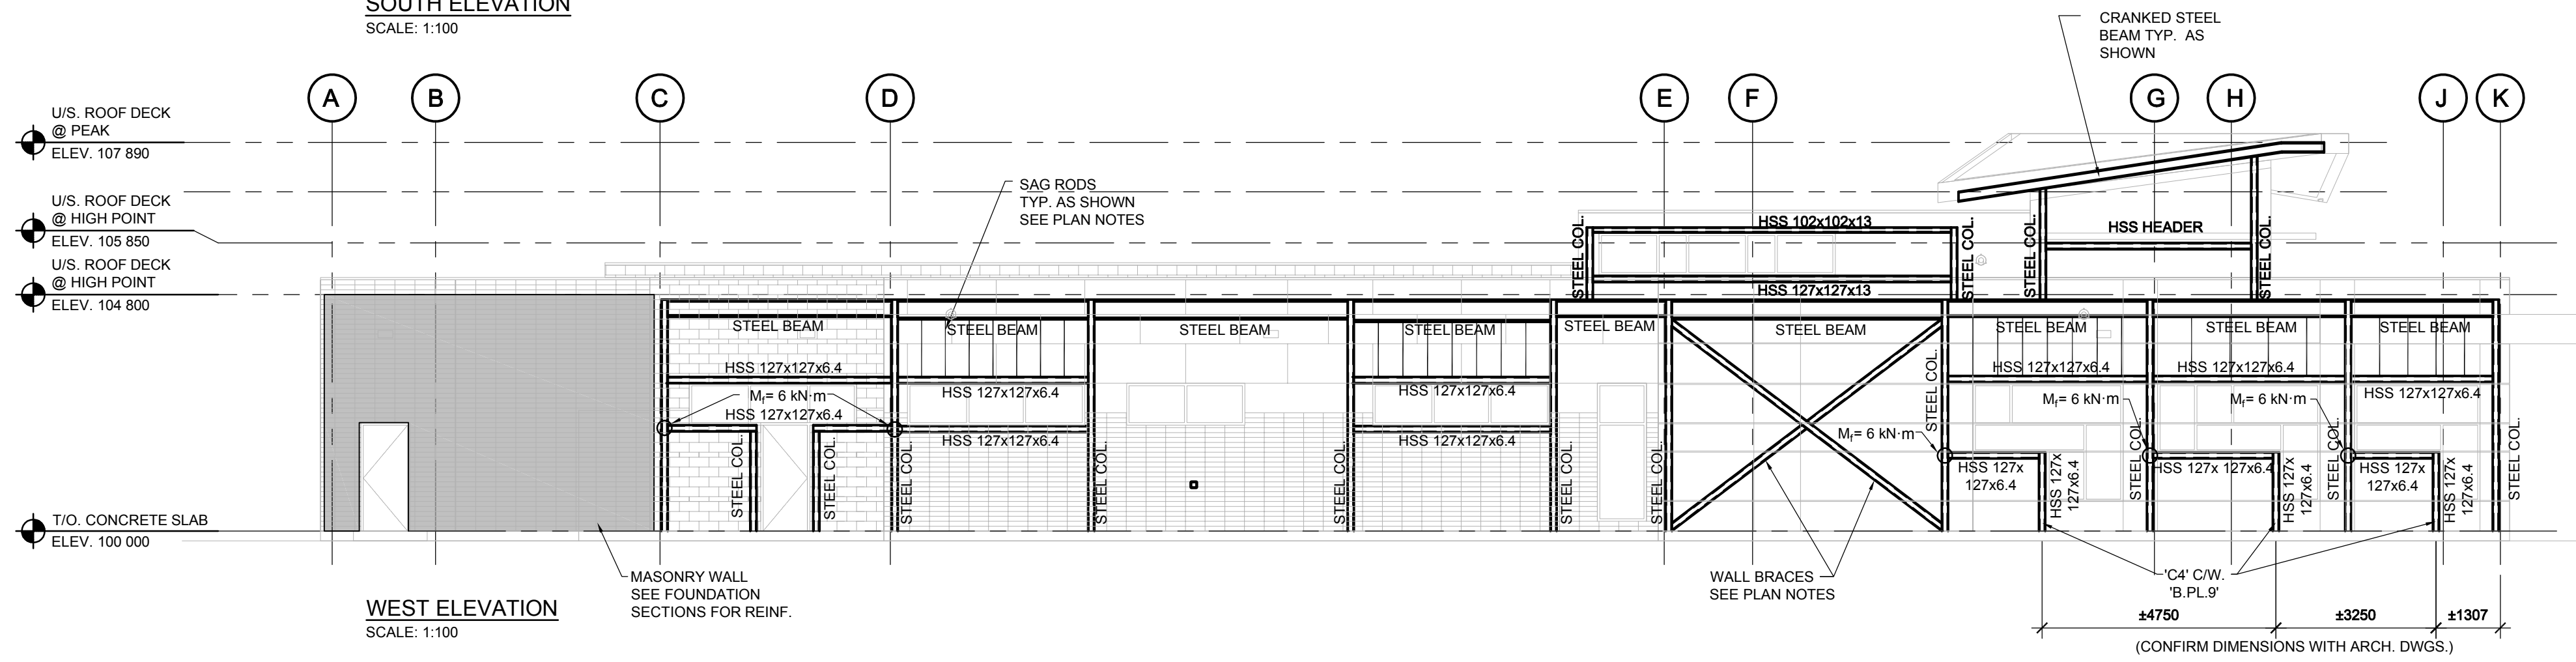 SOUTH ELEVATION
SCALE: 1:100
CRANKED STEEL
BEAM TYP. AS
SHOWN
A
B
C
D
E
F
G
H
J
K
U/S. ROOF DECK
@ PEAK
ELEV. 107 890
U/S. ROOF DECK
@ HIGH POINT
ELEV. 105 850
U/S. ROOF DECK
@ HIGH POINT
ELEV. 104 800
T/O. CONCRETE SLAB
ELEV. 100 000
SAG RODS
TYP. AS SHOWN
SEE PLAN NOTES
STEEL COL.
HSS 102x102x13
HSS 127x127x13
STEEL COL.
STEEL COL.
HSS HEADER
STEEL COL.
STEEL BEAM
STEEL BEAM
STEEL BEAM
STEEL BEAM
STEEL BEAM
STEEL BEAM
STEEL BEAM
STEEL BEAM
STEEL BEAM
HSS 127x127x6.4
Mf= 6 kN·m
HSS 127x127x6.4
HSS 127x127x6.4
HSS 127x127x6.4
HSS 127x127x6.4
HSS 127x127x6.4
HSS 127x127x6.4
HSS 127x127x6.4
HSS 127x127x6.4
Mf= 6 kN·m
Mf= 6 kN·m
Mf= 6 kN·m
STEEL COL.
STEEL COL.
STEEL COL.
STEEL COL.
STEEL COL.
STEEL COL.
STEEL COL.
STEEL COL.
STEEL COL.
STEEL COL.
STEEL COL.
HSS 127x
127x6.4
HSS 127x
127x6.4
HSS 127x 127x6.4
HSS 127x
127x6.4
HSS 127x
127x6.4
HSS 127x
127x6.4
MASONRY WALL
SEE FOUNDATION
SECTIONS FOR REINF.
WALL BRACES
SEE PLAN NOTES
'C4' C/W.
'B.PL.9'
±4750
±3250
±1307
(CONFIRM DIMENSIONS WITH ARCH. DWGS.)
WEST ELEVATION
SCALE: 1:100